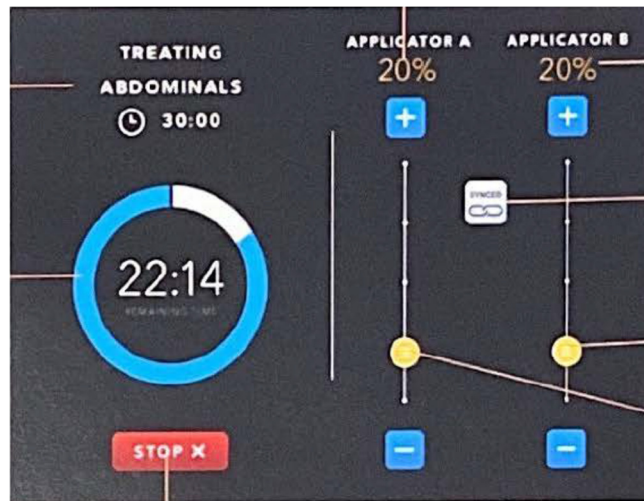 TREATING
ABDOMINALS
30:00
22:14
REMAINING TIME
STOP X
APPLICATOR A
20%
+
-
SYNCED
APPLICATOR B
20%
+
-